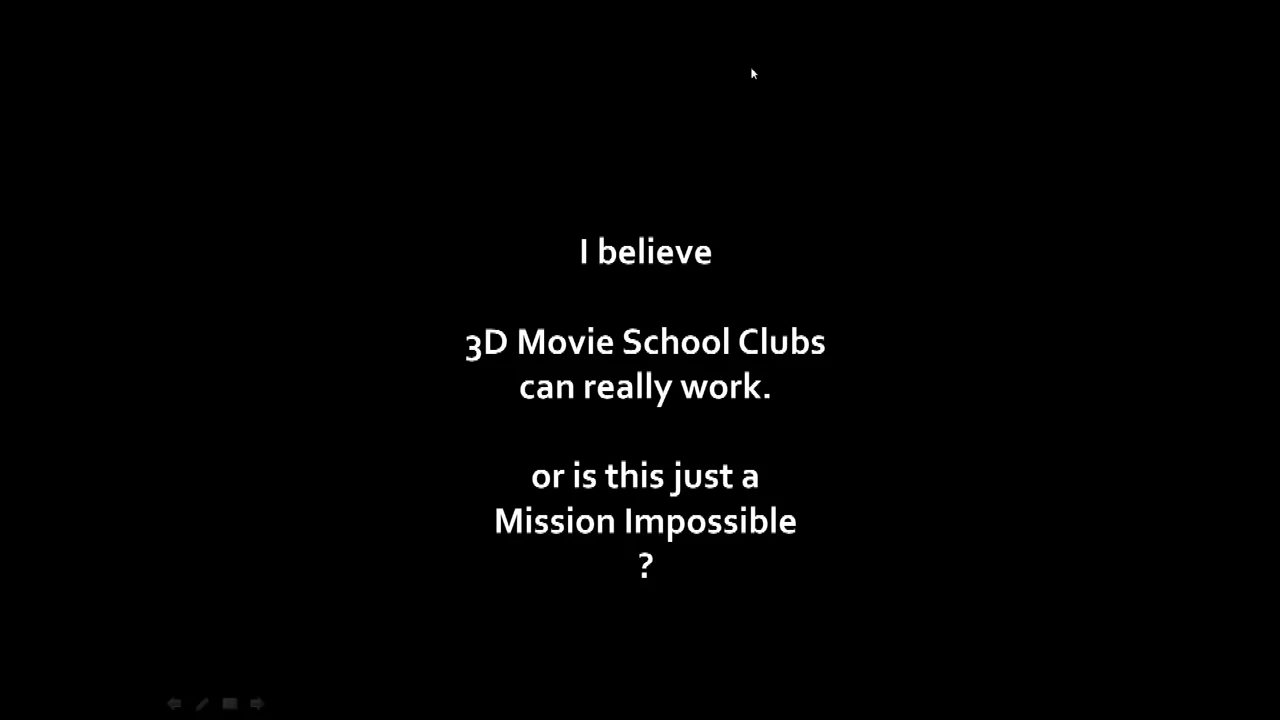 I believe
3D Movie School Clubs
can really work.
or is this just a
Mission Impossible
?